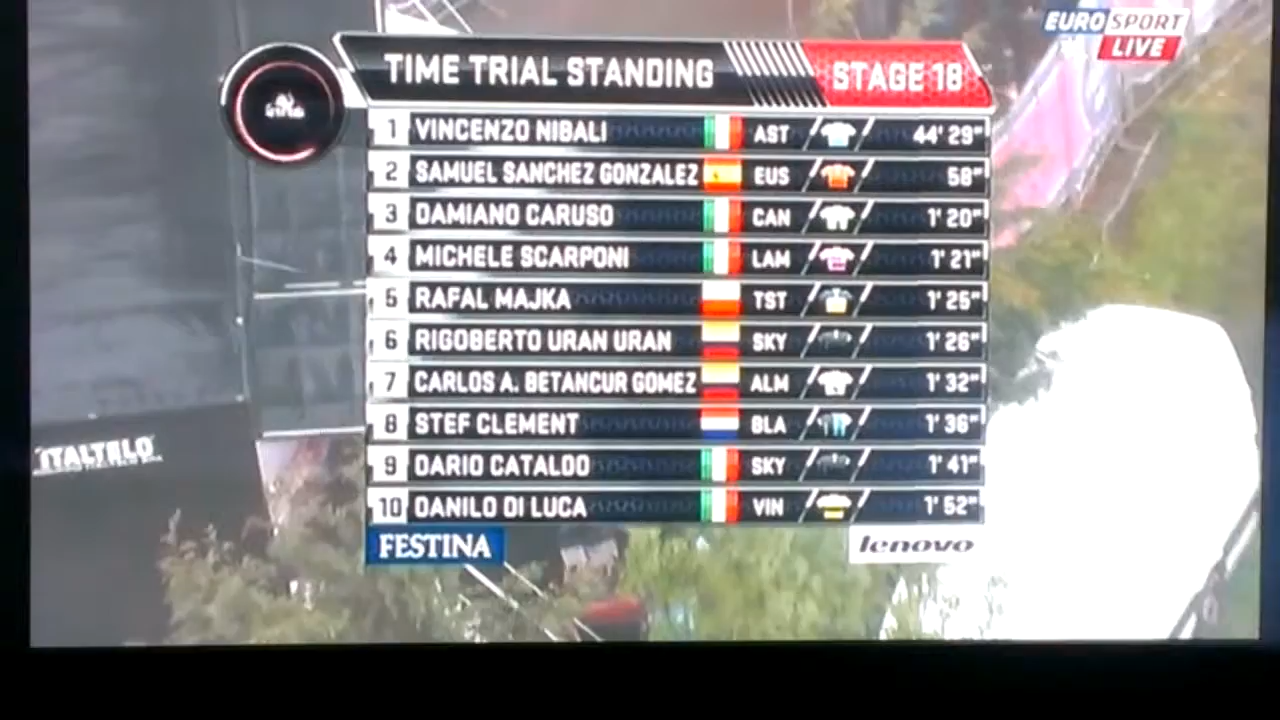 EUROSPORT
LIVE
TIME TRIAL STANDING STAGE 18
1 VINCENZO NIBALI AST 44' 29"
2 SAMUEL SANCHEZ GONZALEZ EUS 58"
3 DAMIANO CARUSO CAN 1' 20"
4 MICHELE SCARPONI LAM 1' 21"
5 RAFAL MAJKA TST 1' 25"
6 RIGOBERTO URAN URAN SKY 1' 26"
7 CARLOS A. BETANCUR GOMEZ ALM 1' 32"
8 STEF CLEMENT BLA 1' 36"
9 DARIO CATALDO SKY 1' 41"
10 DANILO DI LUCA VIN 1' 52"
ITALTELO
FESTINA lenovo